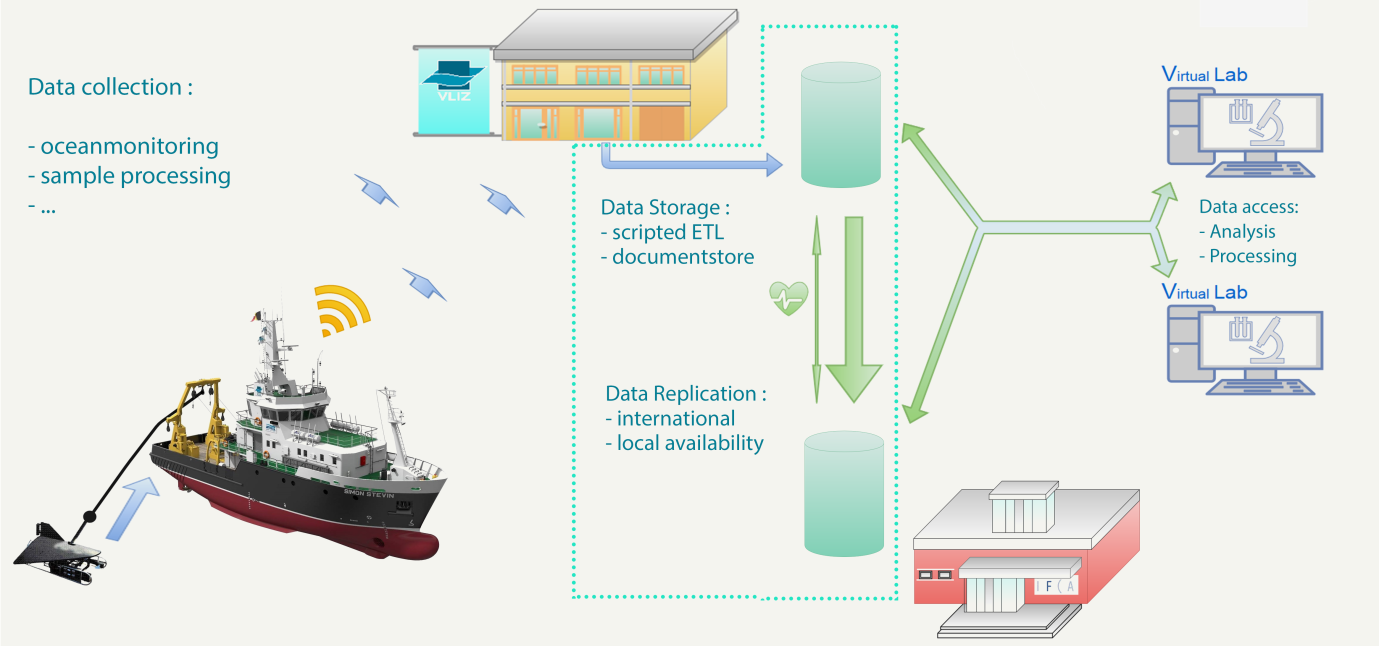 Data collection :
- oceanmonitoring
- sample processing
- ...
VLIZ
Data Storage :
- scripted ETL
- documentstore
Data Replication :
- international
- local availability
SIMON STEVIN
Virtual Lab
Data access:
- Analysis
- Processing
Virtual Lab
IFCA